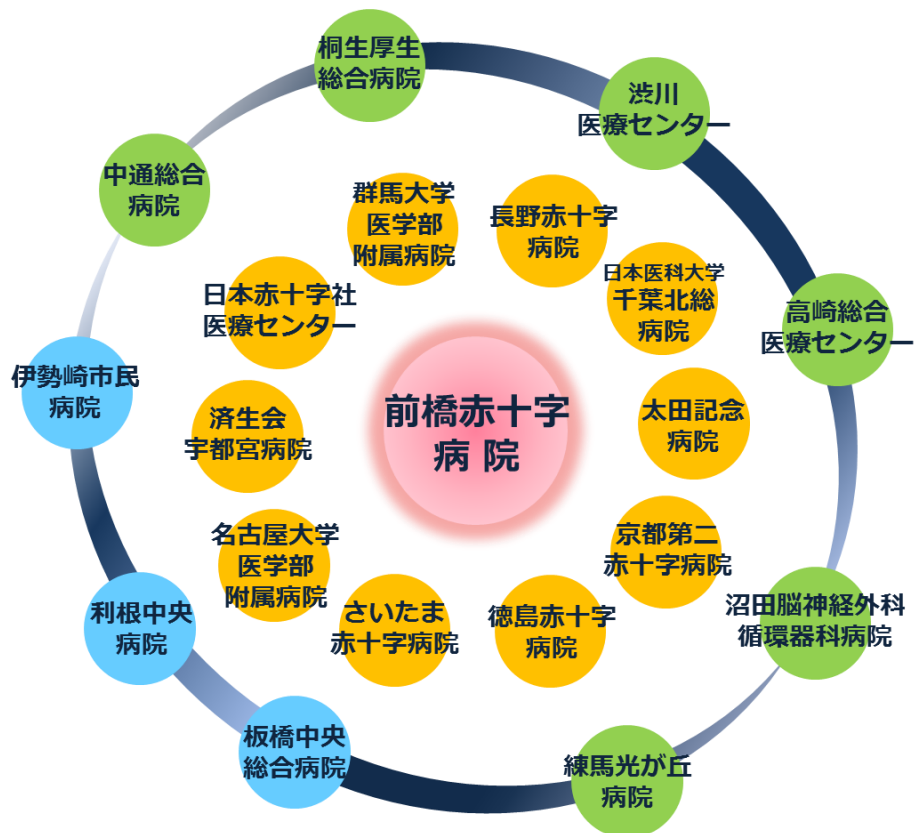 桐生厚生
総合病院
渋川
医療センター
中通総合
病院
群馬大学
医学部
附属病院
長野赤十字
病院
日本医科大学
千葉北総
病院
日本赤十字社
医療センター
高崎総合
医療センター
伊勢崎市民
病院
前橋赤十字
病 院
太田記念
病院
済生会
宇都宮病院
京都第二
赤十字病院
名古屋大学
医学部
附属病院
利根中央
病院
さいたま
赤十字病院
徳島赤十字
病院
沼田脳神経外科
循環器科病院
板橋中央
総合病院
練馬光が丘
病院